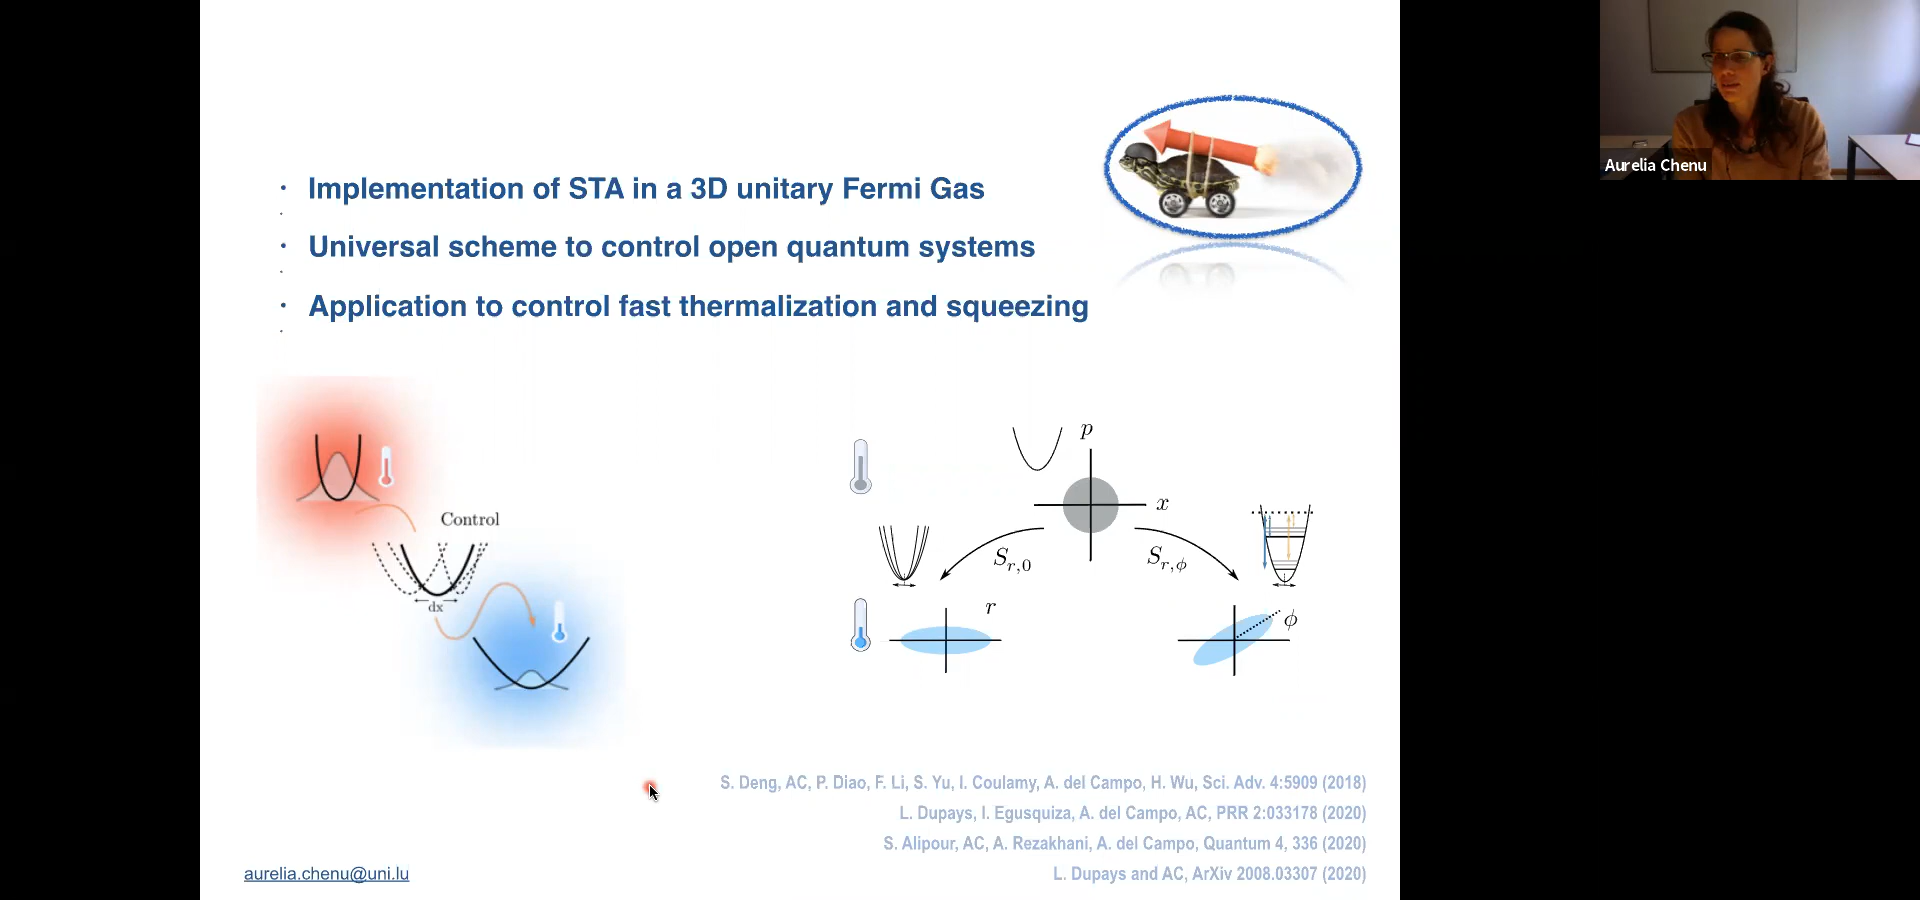 Aurelia Chenu
· Implementation of STA in a 3D unitary Fermi Gas
· Universal scheme to control open quantum systems
· Application to control fast thermalization and squeezing
Control
dx
p
x
S_{r,0}
S_{r,ϕ}
r
ϕ
S. Deng, AC, P. Diao, F. Li, S. Yu, I. Coulamy, A. del Campo, H. Wu, Sci. Adv. 4:5909 (2018)
L. Dupays, I. Egusquiza, A. del Campo, AC, PRR 2:033178 (2020)
S. Alipour, AC, A. Rezakhani, A. del Campo, Quantum 4, 336 (2020)
L. Dupays and AC, ArXiv 2008.03307 (2020)
aurelia.chenu@uni.lu